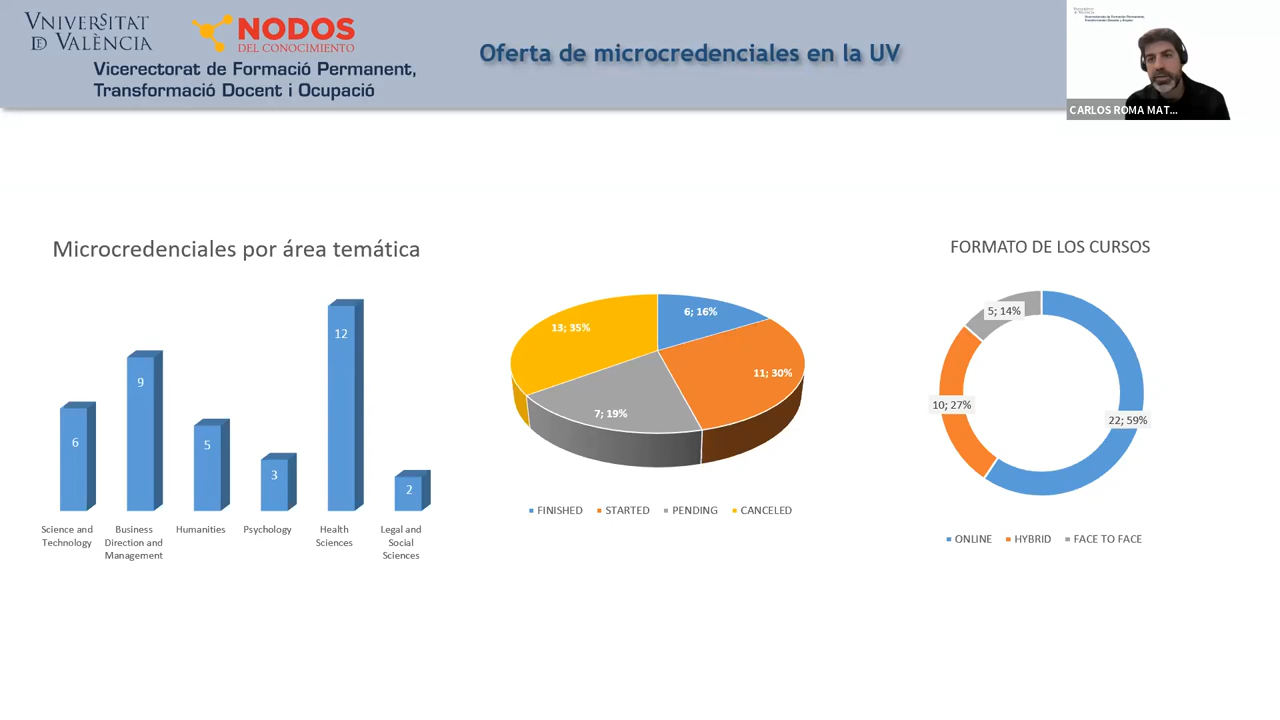 VNIVERSITAT
DE VALÈNCIA
NODOS
DEL CONOCIMIENTO
Vicerectorat de Formació Permanent,
Transformació Docent i Ocupació
Oferta de microcredenciales en la UV
CARLOS ROMA MAT...
Microcredenciales por área temática
6
9
5
3
12
2
Science and
Technology
Business
Direction and
Management
Humanities
Psychology
Health
Sciences
Legal and
Social
Sciences
6; 16%
11; 30%
7; 19%
13; 35%
FINISHED STARTED PENDING CANCELED
FORMATO DE LOS CURSOS
5; 14%
10; 27%
22; 59%
ONLINE HYBRID FACE TO FACE